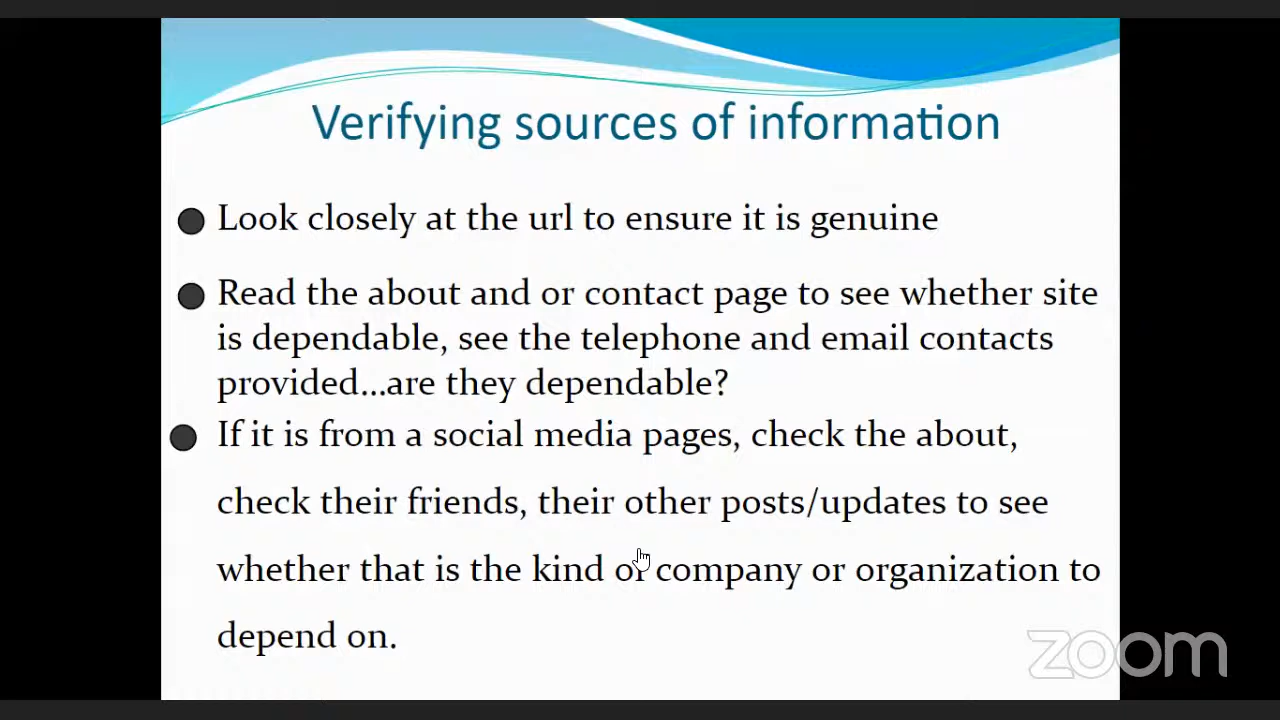 Verifying sources of information
Look closely at the url to ensure it is genuine
Read the about and or contact page to see whether site
is dependable, see the telephone and email contacts
provided...are they dependable?
If it is from a social media pages, check the about,
check their friends, their other posts/updates to see
whether that is the kind of company or organization to
depend on.
zoom